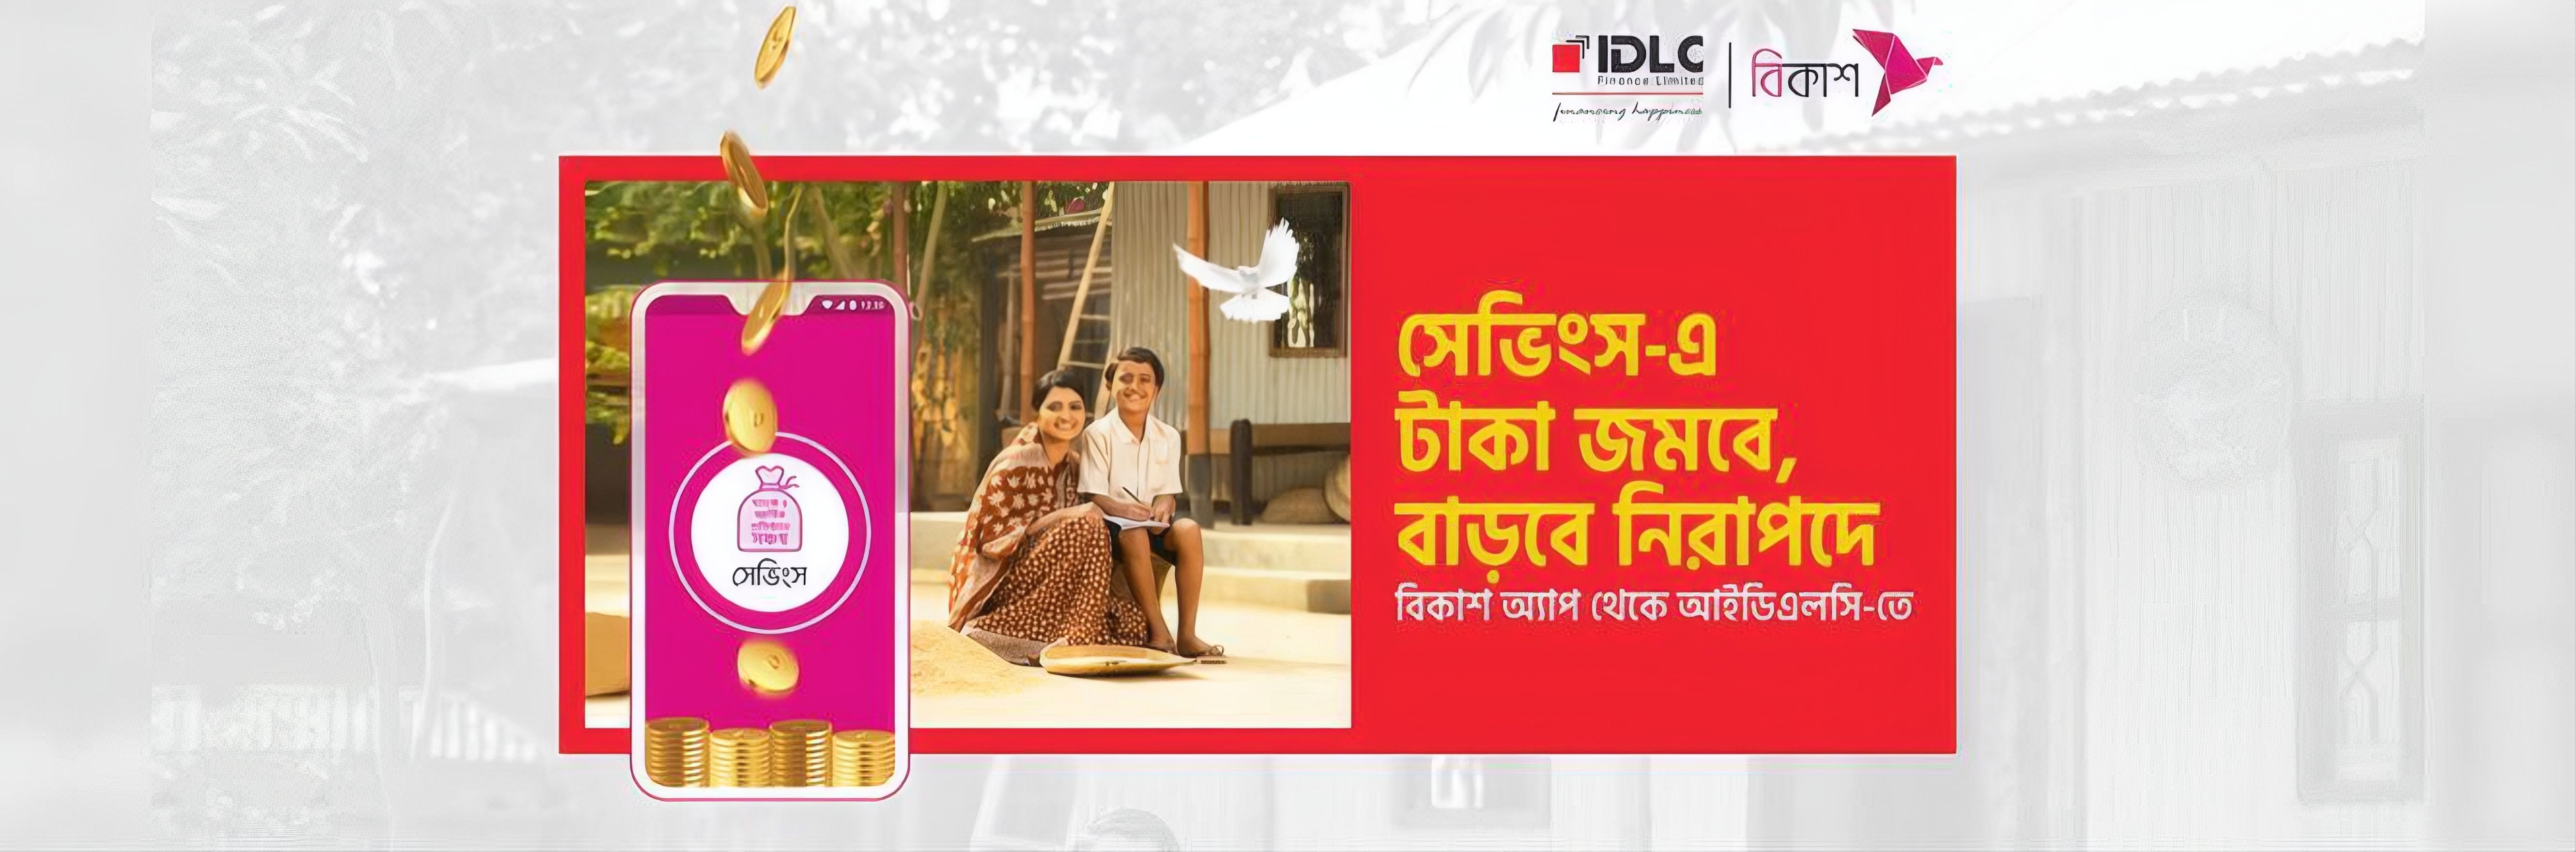 IDLC
Finance Limited
financing happiness
বিকাশ
সেভিংস-এ
টাকা জমবে,
বাড়বে নিরাপদে
বিকাশ অ্যাপ থেকে আইডিএলসি-তে
সেভিংস